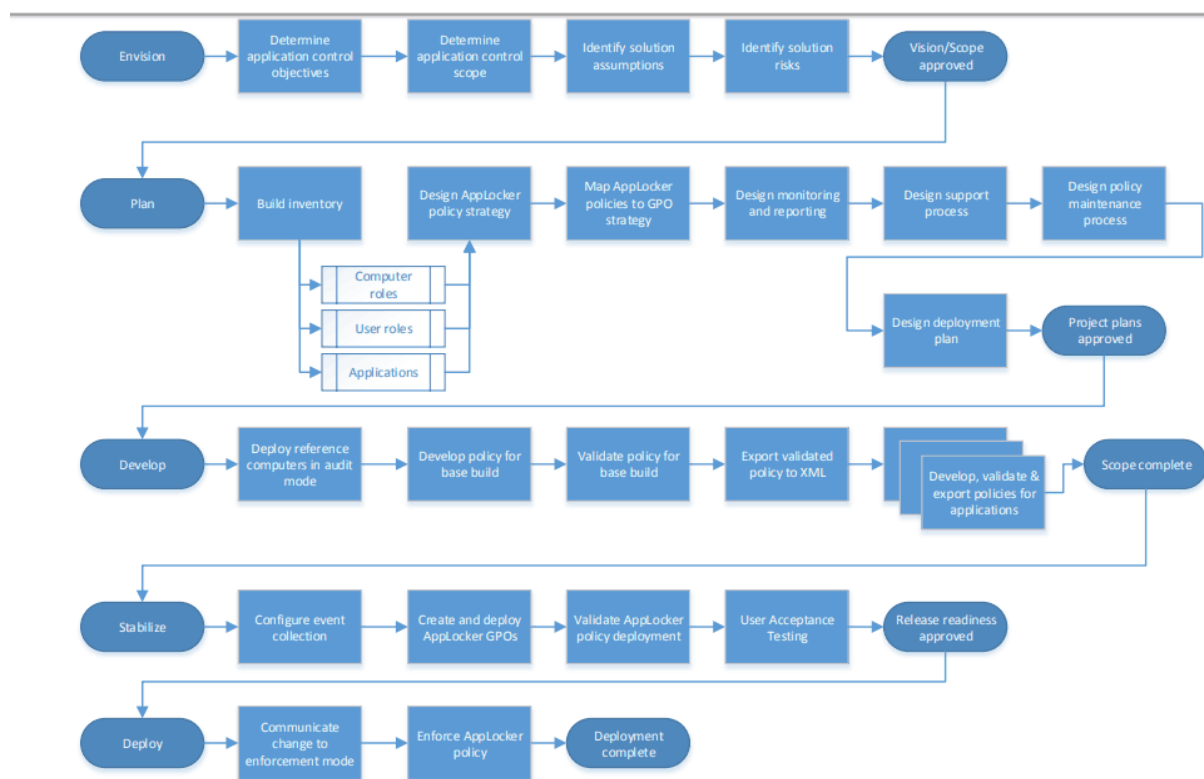 Envision
Determine
application control
objectives
Determine
application control
scope
Identify solution
assumptions
Identify solution
risks
Vision/Scope
approved
Plan
Build inventory
Design AppLocker
policy strategy
Map AppLocker
policies to GPO
strategy
Design monitoring
and reporting
Design support
process
Design policy
maintenance
process
Computer
roles
User roles
Applications
Design deployment
plan
Project plans
approved
Develop
Deploy reference
computers in audit
mode
Develop policy for
base build
Validate policy for
base build
Export validated
policy to XML
Develop, validate &
export policies for
applications
Scope complete
Stabilize
Configure event
collection
Create and deploy
AppLocker GPOs
Validate AppLocker
policy deployment
User Acceptance
Testing
Release readiness
approved
Deploy
Communicate
change to
enforcement mode
Enforce AppLocker
policy
Deployment
complete